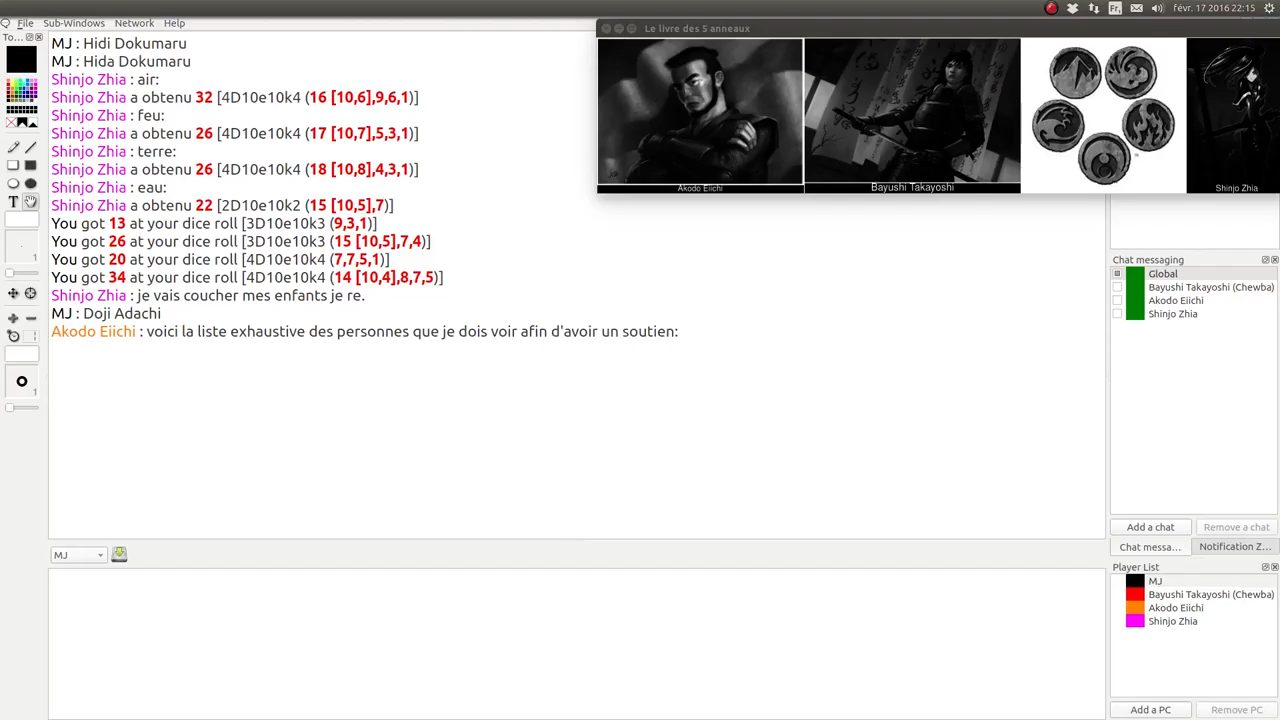 File Sub-Windows Network Help
Fr
févr. 17 2016 22:15
To...
MJ : Hidi Dokumaru
MJ : Hida Dokumaru
Shinjo Zhia : air:
Shinjo Zhia a obtenu 32 [4D10e10k4 (16 [10,6],9,6,1)]
Shinjo Zhia : feu:
Shinjo Zhia a obtenu 26 [4D10e10k4 (17 [10,7],5,3,1)]
Shinjo Zhia : terre:
Shinjo Zhia a obtenu 26 [4D10e10k4 (18 [10,8],4,3,1)]
Shinjo Zhia : eau:
Shinjo Zhia a obtenu 22 [2D10e10k2 (15 [10,5],7)]
You got 13 at your dice roll [3D10e10k3 (9,3,1)]
You got 26 at your dice roll [3D10e10k3 (15 [10,5],7,4)]
You got 20 at your dice roll [4D10e10k4 (7,7,5,1)]
You got 34 at your dice roll [4D10e10k4 (14 [10,4],8,7,5)]
Shinjo Zhia : je vais coucher mes enfants je re.
MJ : Doji Adachi
Akodo Eiichi : voici la liste exhaustive des personnes que je dois voir afin d'avoir un soutien:
T
1
1
MJ
Le livre des 5 anneaux
Akodo Eiichi
Bayushi Takayoshi
Shinjo Zhia
Chat messaging
Global
Bayushi Takayoshi (Chewba)
Akodo Eiichi
Shinjo Zhia
Add a chat
Remove a chat
Chat messa...
Notification Z...
Player List
MJ
Bayushi Takayoshi (Chewba)
Akodo Eiichi
Shinjo Zhia
Add a PC
Remove PC